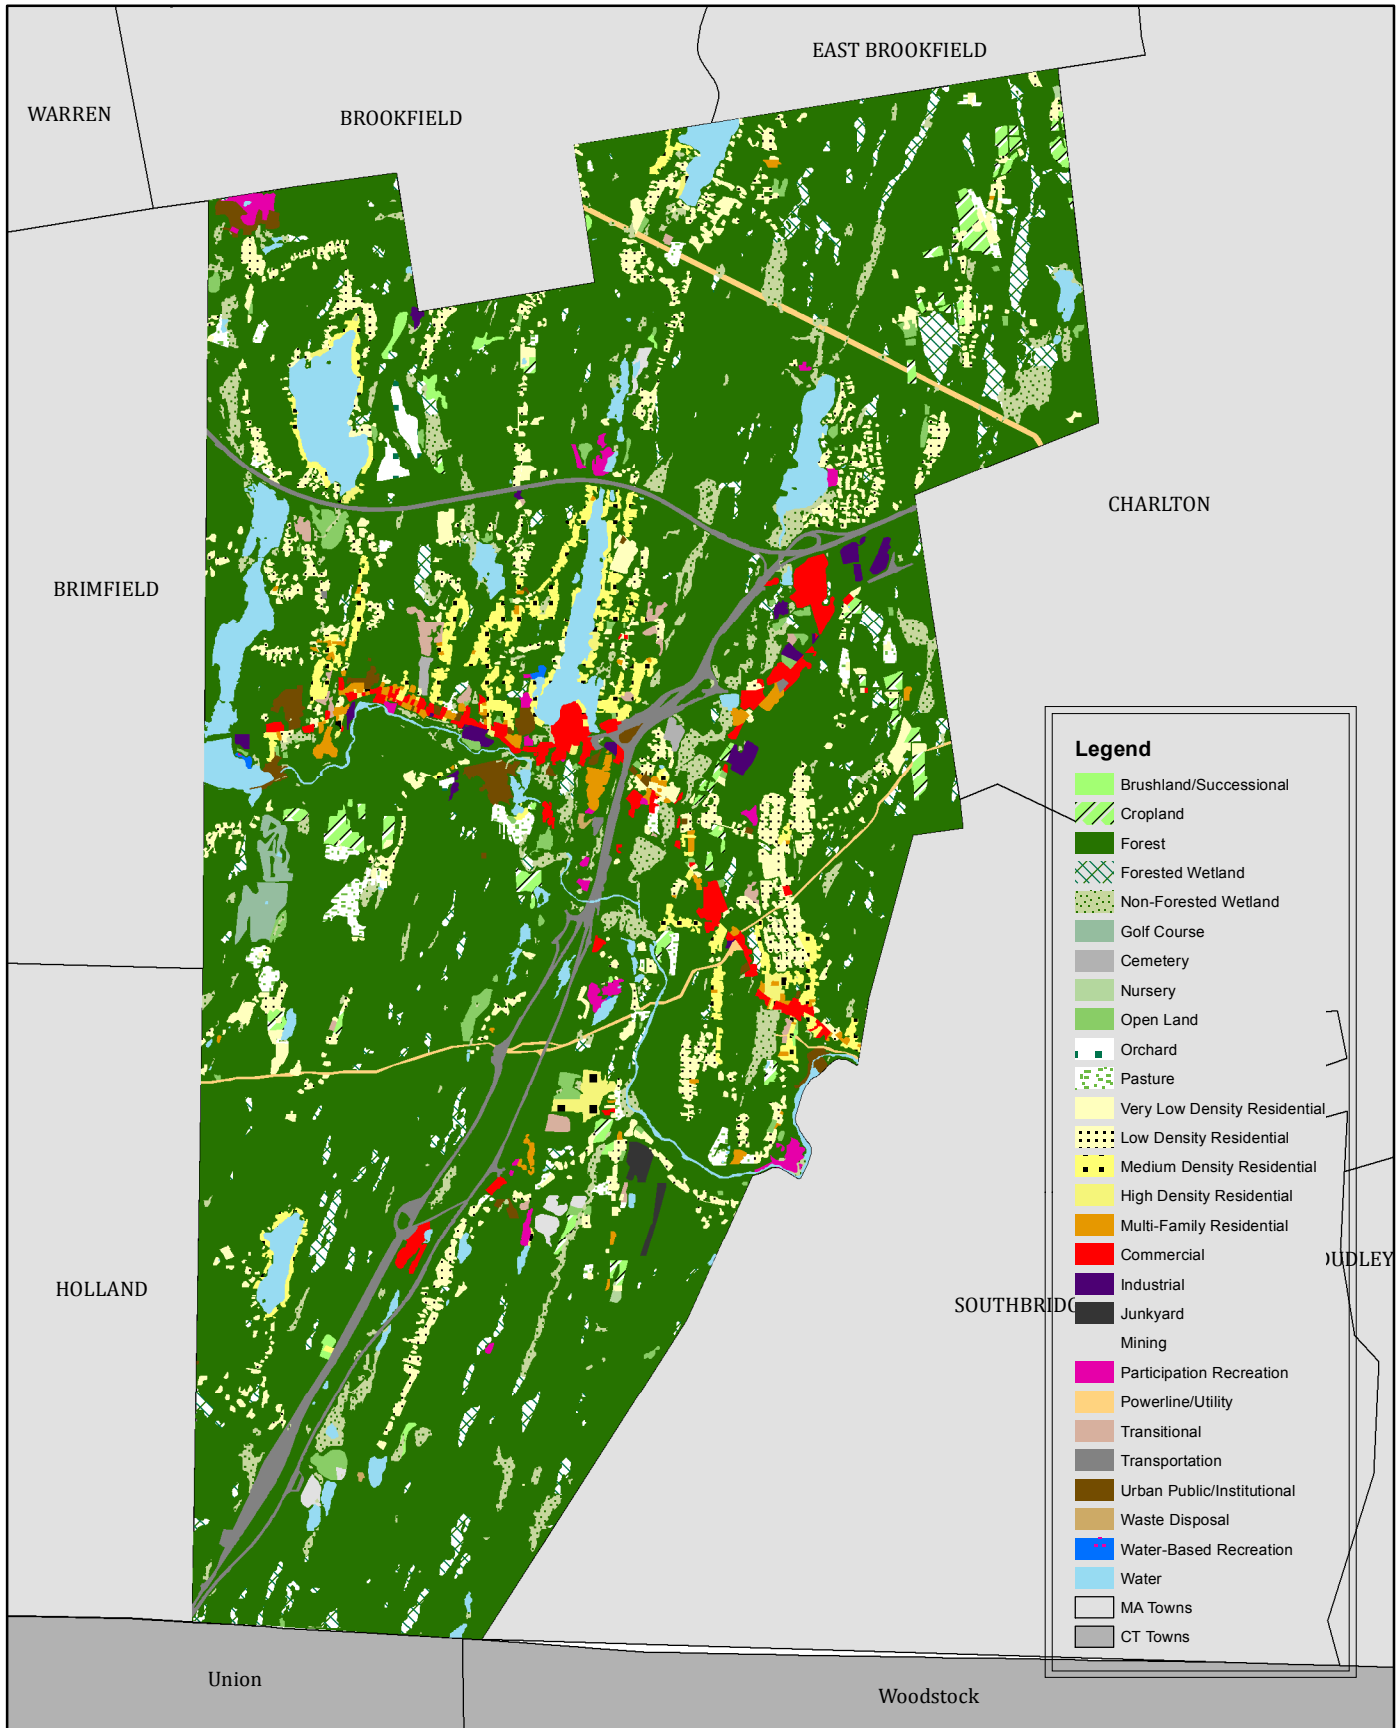 EAST BROOKFIELD
WARREN
BROOKFIELD
CHARLTON
BRIMFIELD
Legend
Brushland/Successional
Cropland
Forest
Forested Wetland
Non-Forested Wetland
Golf Course
Cemetery
Nursery
Open Land
Orchard
Pasture
Very Low Density Residential
Low Density Residential
Medium Density Residential
High Density Residential
Multi-Family Residential
Commercial
Industrial
Junkyard
Mining
Participation Recreation
Powerline/Utility
Transitional
Transportation
Urban Public/Institutional
Waste Disposal
Water-Based Recreation
Water
MA Towns
CT Towns
HOLLAND
SOUTHBRIDG
DUDLEY
Union
Woodstock